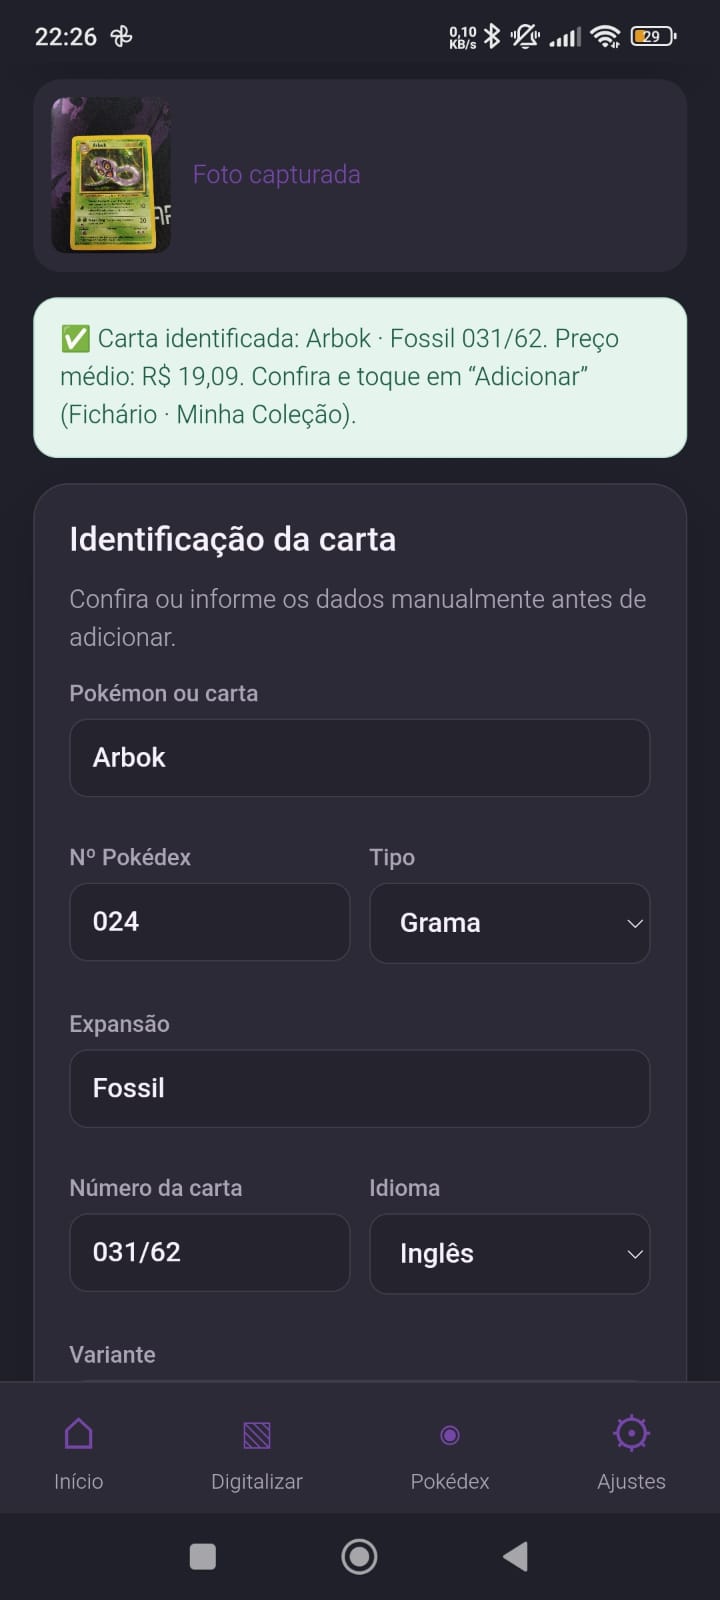 22:26
0,10
KB/s
29
Arbok
Foto capturada
✅ Carta identificada: Arbok · Fossil 031/62. Preço
médio: R$ 19,09. Confira e toque em “Adicionar”
(Fichário · Minha Coleção).
Identificação da carta
Confira ou informe os dados manualmente antes de
adicionar.
Pokémon ou carta
Arbok
Nº Pokédex
Tipo
024
Grama
Expansão
Fossil
Número da carta
Idioma
031/62
Inglês
Variante
Início
Digitalizar
Pokédex
Ajustes